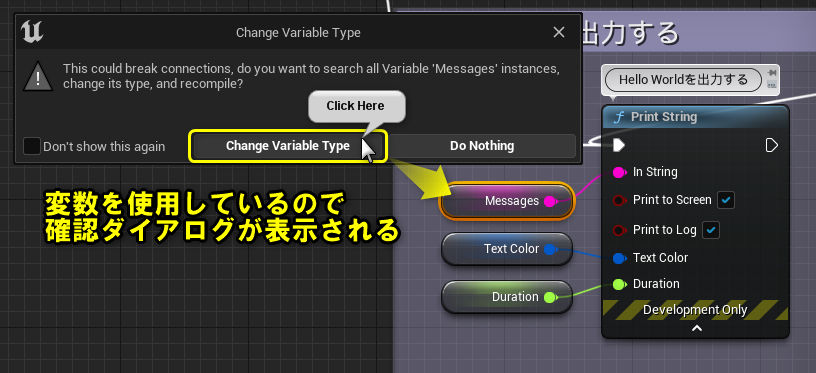 Change Variable Type
This could break connections, do you want to search all Variable 'Messages' instances,
change its type, and recompile?
Click Here
Don't show this again
Change Variable Type
Do Nothing
変数を使用しているので
確認ダイアログが表示される
出力する
Hello Worldを出力する
Print String
In String
Print to Screen
Print to Log
Text Color
Duration
Development Only
Messages
Text Color
Duration